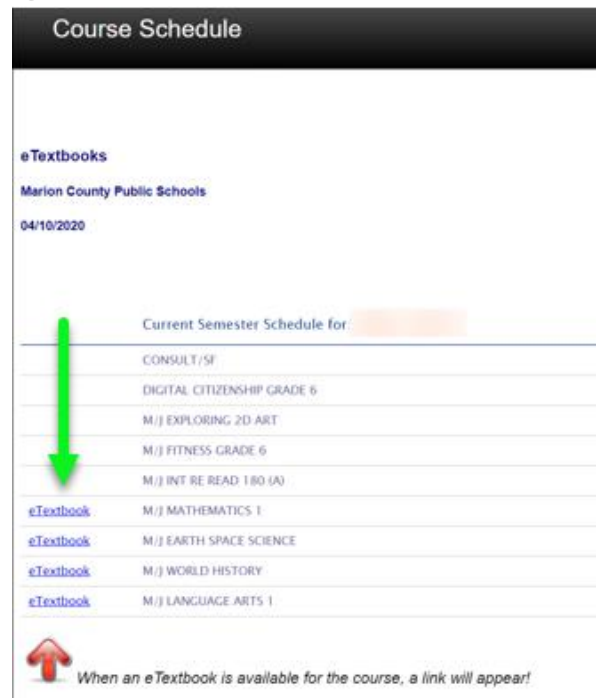 Course Schedule
eTextbooks
Marion County Public Schools
04/10/2020
Current Semester Schedule for
CONSULT/SF
DIGITAL CITIZENSHIP GRADE 6
M/J EXPLORING 2D ART
M/J FITNESS GRADE 6
M/J INT RE READ 180 (A)
eTextbook M/J MATHEMATICS 1
eTextbook M/J EARTH SPACE SCIENCE
eTextbook M/J WORLD HISTORY
eTextbook M/J LANGUAGE ARTS 1
When an eTextbook is available for the course, a link will appear!